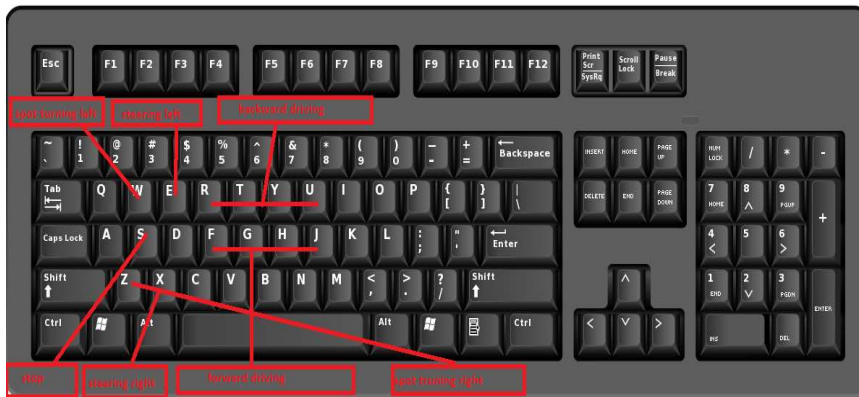 Esc F1 F2 F3 F4 F5 F6 F7 F8 F9 F10 F11 F12 Print Scr SysRq Scroll Lock Pause Break
spot turning left stearing left backward driving
~ ` ! 1 @ 2 # 3 $ 4 % 5 ^ 6 & 7 * 8 ( 9 ) 0 _ - + = Backspace INSERT HOME PAGE UP NUM LOCK / * -
Tab Q W E R T Y U I O P { [ } ] | \ DELETE END PAGE DOWN 7 HOME 8 9 PGUP +
Caps Lock A S D F G H J K L : ; " ' Enter 4 5 6
Shift Z X C V B N M < , > . ? / Shift 1 END 2 3 PGDN ENTER
Ctrl Alt Alt Ctrl INS DEL
stop stearing right forward driving spot truning right